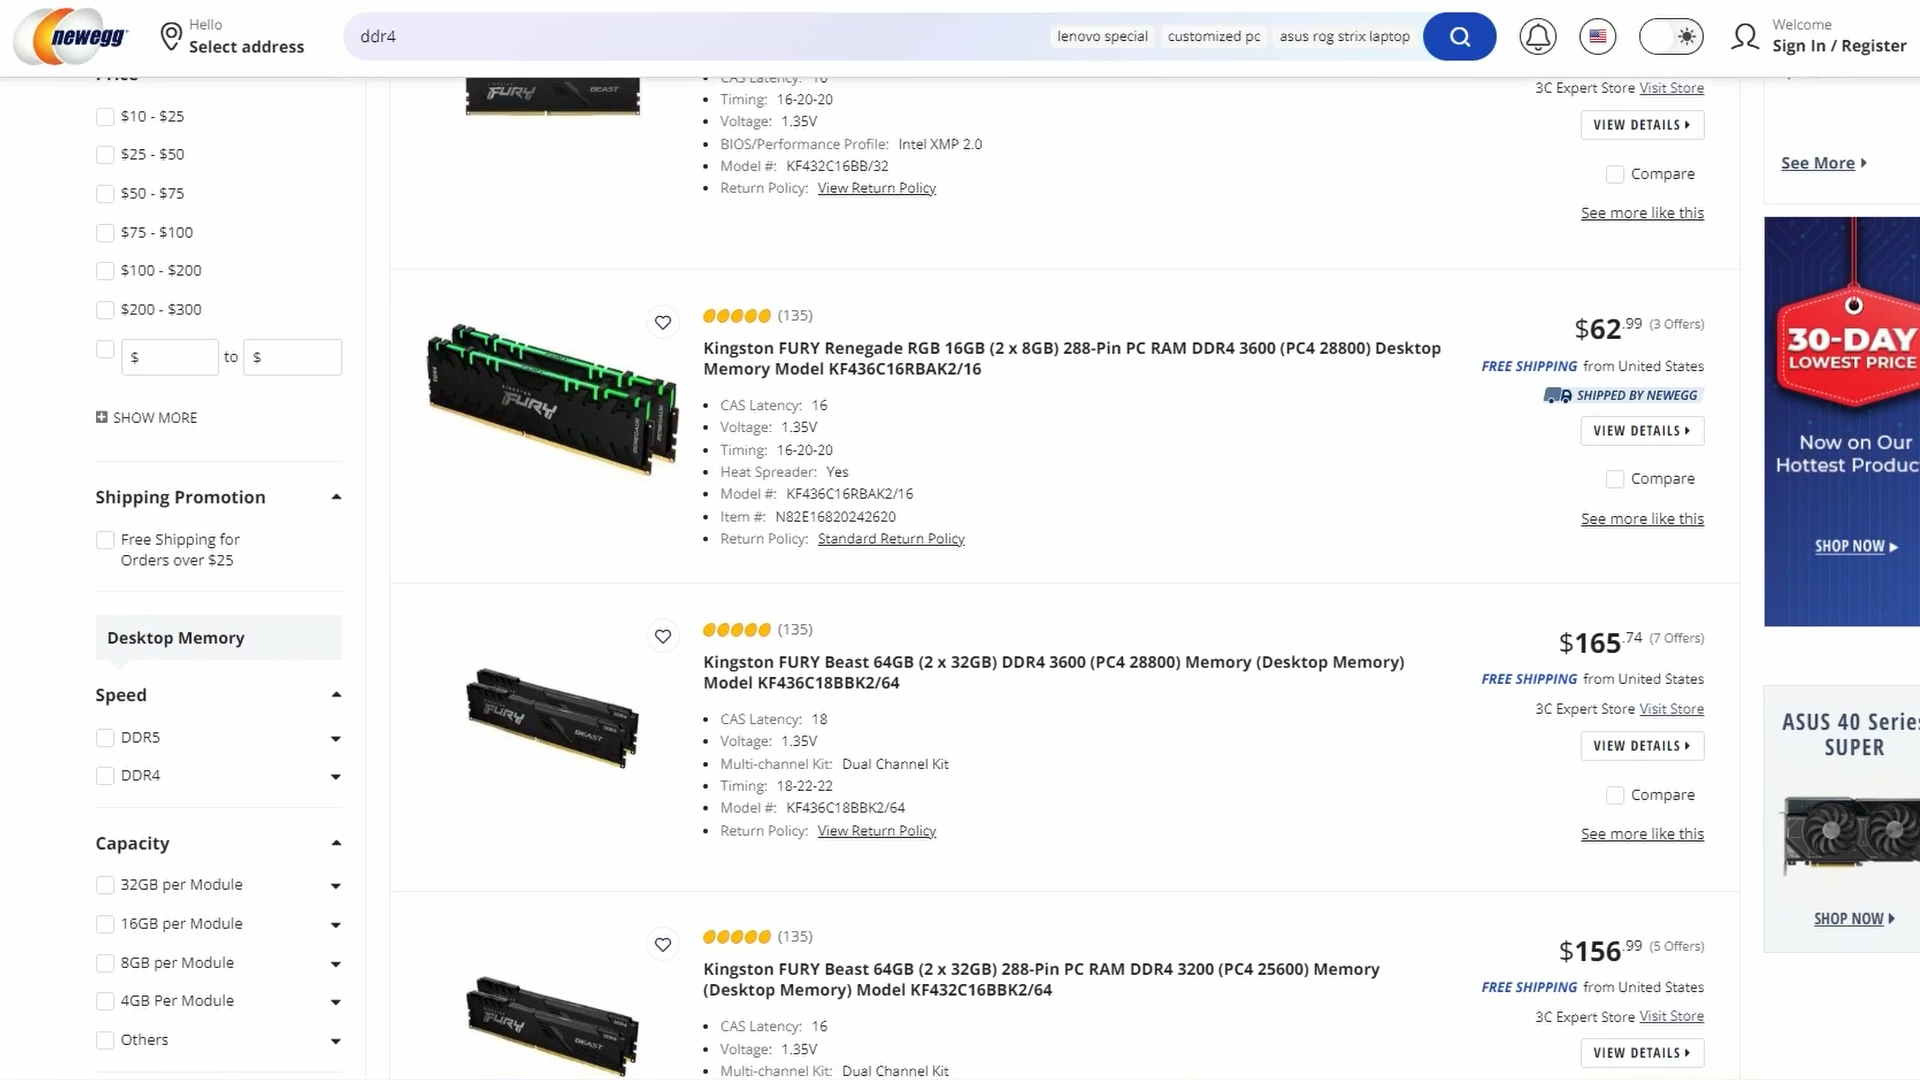 newegg
Hello
Select address
ddr4
lenovo special
customized pc
asus rog strix laptop
Welcome
Sign In / Register
Price
$10 - $25
$25 - $50
$50 - $75
$75 - $100
$100 - $200
$200 - $300
$ to $
SHOW MORE
Shipping Promotion
Free Shipping for
Orders over $25
Desktop Memory
Speed
DDR5
DDR4
Capacity
32GB per Module
16GB per Module
8GB per Module
4GB Per Module
Others
FURY BEAST
CAS Latency: 16
Timing: 16-20-20
Voltage: 1.35V
BIOS/Performance Profile: Intel XMP 2.0
Model #: KF432C16BB/32
Return Policy: View Return Policy
3C Expert Store Visit Store
VIEW DETAILS
Compare
See more like this
FURY
RENEGADE
(135)
Kingston FURY Renegade RGB 16GB (2 x 8GB) 288-Pin PC RAM DDR4 3600 (PC4 28800) Desktop
Memory Model KF436C16RBAK2/16
CAS Latency: 16
Voltage: 1.35V
Timing: 16-20-20
Heat Spreader: Yes
Model #: KF436C16RBAK2/16
Item #: N82E16820242620
Return Policy: Standard Return Policy
$62.99 (3 Offers)
FREE SHIPPING from United States
SHIPPED BY NEWEGG
VIEW DETAILS
Compare
See more like this
FURY BEAST
(135)
Kingston FURY Beast 64GB (2 x 32GB) DDR4 3600 (PC4 28800) Memory (Desktop Memory)
Model KF436C18BBK2/64
CAS Latency: 18
Voltage: 1.35V
Multi-channel Kit: Dual Channel Kit
Timing: 18-22-22
Model #: KF436C18BBK2/64
Return Policy: View Return Policy
$165.74 (7 Offers)
FREE SHIPPING from United States
3C Expert Store Visit Store
VIEW DETAILS
Compare
See more like this
FURY BEAST
(135)
Kingston FURY Beast 64GB (2 x 32GB) 288-Pin PC RAM DDR4 3200 (PC4 25600) Memory
(Desktop Memory) Model KF432C16BBK2/64
CAS Latency: 16
Voltage: 1.35V
Multi-channel Kit: Dual Channel Kit
$156.99 (5 Offers)
FREE SHIPPING from United States
3C Expert Store Visit Store
VIEW DETAILS
See More
30-DAY
LOWEST PRICE
Now on Our
Hottest Produc
SHOP NOW
ASUS 40 Series
SUPER
SHOP NOW